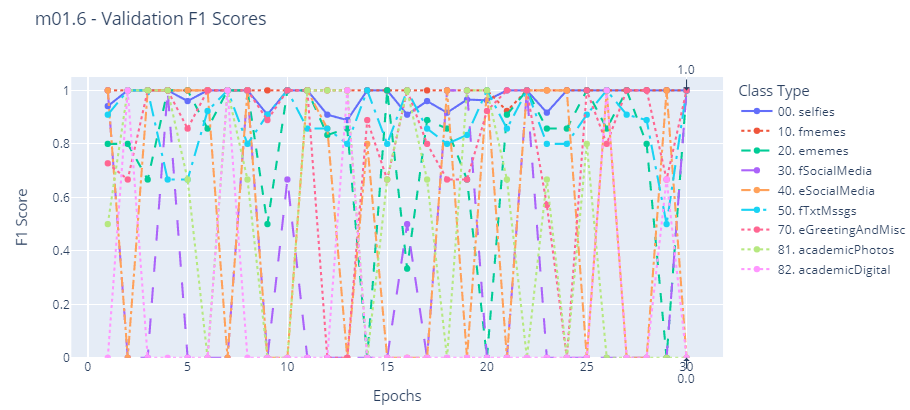 m01.6 - Validation F1 Scores
1.0
1
0.8
0.6
0.4
0.2
0
F1 Score
0 5 10 15 20 25 30
0.0
Epochs
Class Type
00. selfies
10. fmemes
20. ememes
30. fSocialMedia
40. eSocialMedia
50. fTxtMssgs
70. eGreetingAndMisc
81. academicPhotos
82. academicDigital